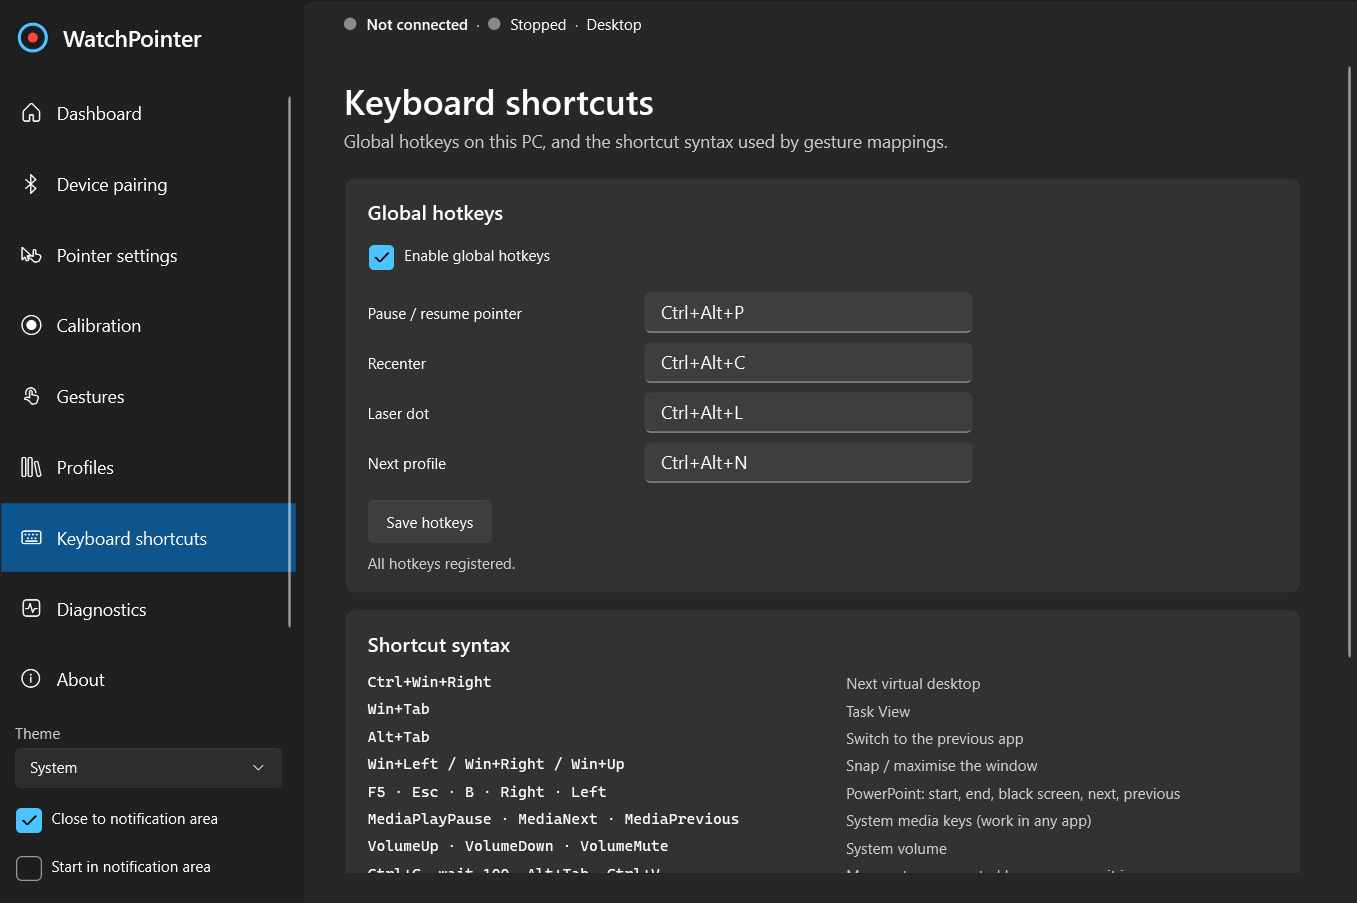 WatchPointer
Dashboard
Device pairing
Pointer settings
Calibration
Gestures
Profiles
Keyboard shortcuts
Diagnostics
About
Theme
System
Close to notification area
Start in notification area
Not connected · Stopped · Desktop
Keyboard shortcuts
Global hotkeys on this PC, and the shortcut syntax used by gesture mappings.
Global hotkeys
Enable global hotkeys
Pause / resume pointer Ctrl+Alt+P
Recenter Ctrl+Alt+C
Laser dot Ctrl+Alt+L
Next profile Ctrl+Alt+N
Save hotkeys
All hotkeys registered.
Shortcut syntax
Ctrl+Win+Right Next virtual desktop
Win+Tab Task View
Alt+Tab Switch to the previous app
Win+Left / Win+Right / Win+Up Snap / maximise the window
F5 · Esc · B · Right · Left PowerPoint: start, end, black screen, next, previous
MediaPlayPause · MediaNext · MediaPrevious System media keys (work in any app)
VolumeUp · VolumeDown · VolumeMute System volume